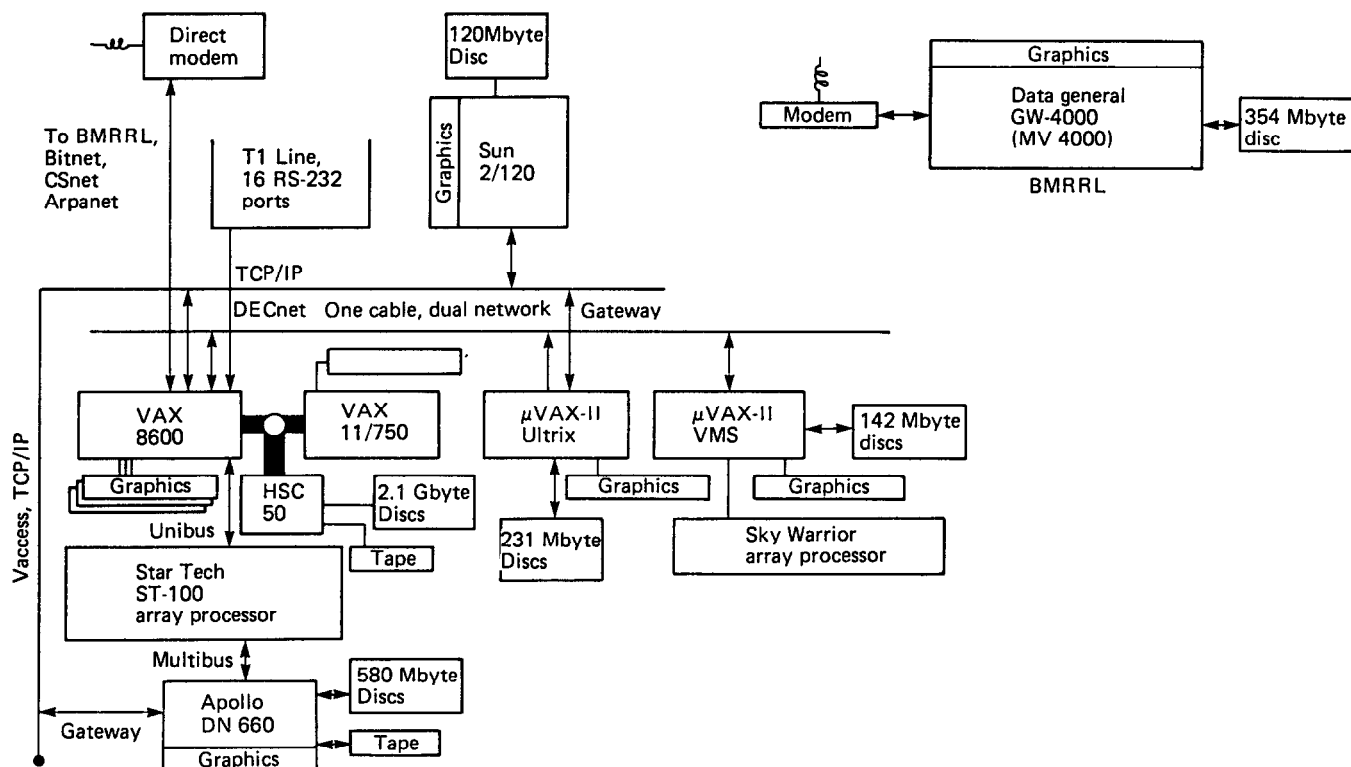 Direct
modem
120Mbyte
Disc
Graphics
Data general
GW-4000
(MV 4000)
BMRRL
Modem
354 Mbyte
disc
To BMRRL,
Bitnet,
CSnet
Arpanet
T1 Line,
16 RS-232
ports
Graphics
Sun
2/120
TCP/IP
DECnet One cable, dual network
Gateway
VAX
8600
VAX
11/750
μVAX-II
Ultrix
μVAX-II
VMS
142 Mbyte
discs
Graphics
HSC
50
2.1 Gbyte
Discs
Graphics
Graphics
Unibus
Tape
231 Mbyte
Discs
Sky Warrior
array processor
Vaccess, TCP/IP
Star Tech
ST-100
array processor
Multibus
580 Mbyte
Discs
Apollo
DN 660
Gateway
Tape
Graphics